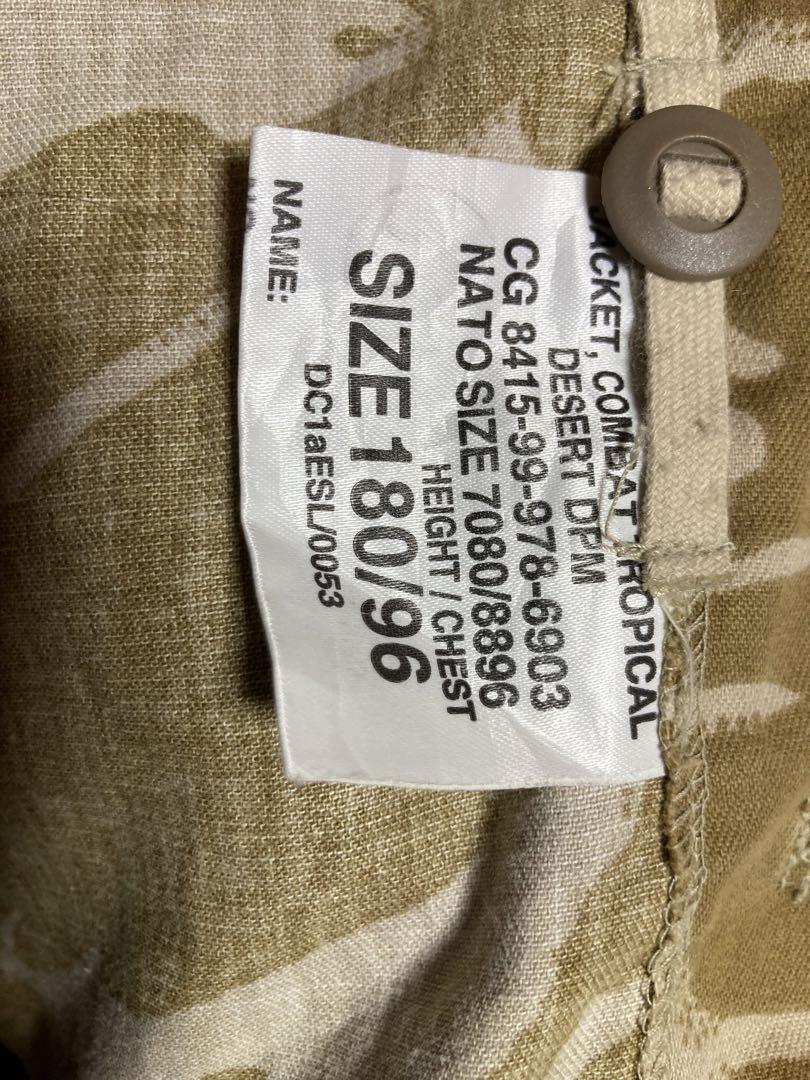 JACKET, COMBAT TROPICAL
DESERT DPM
CG 8415-99-978-6903
NATO SIZE 7080/8896
HEIGHT / CHEST
SIZE 180/96
DC1aESL/0053
NAME: